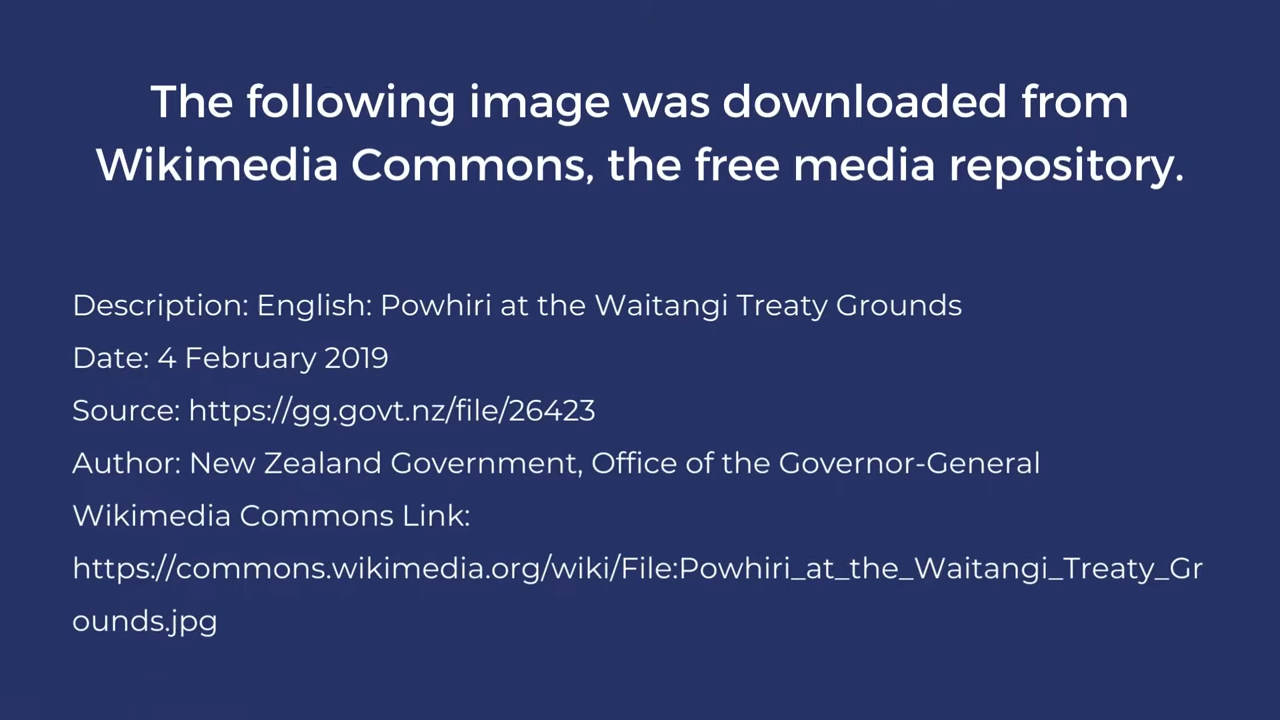 The following image was downloaded from
Wikimedia Commons, the free media repository.
Description: English: Powhiri at the Waitangi Treaty Grounds
Date: 4 February 2019
Source: https://gg.govt.nz/file/26423
Author: New Zealand Government, Office of the Governor-General
Wikimedia Commons Link:
https://commons.wikimedia.org/wiki/File:Powhiri_at_the_Waitangi_Treaty_Gr
ounds.jpg